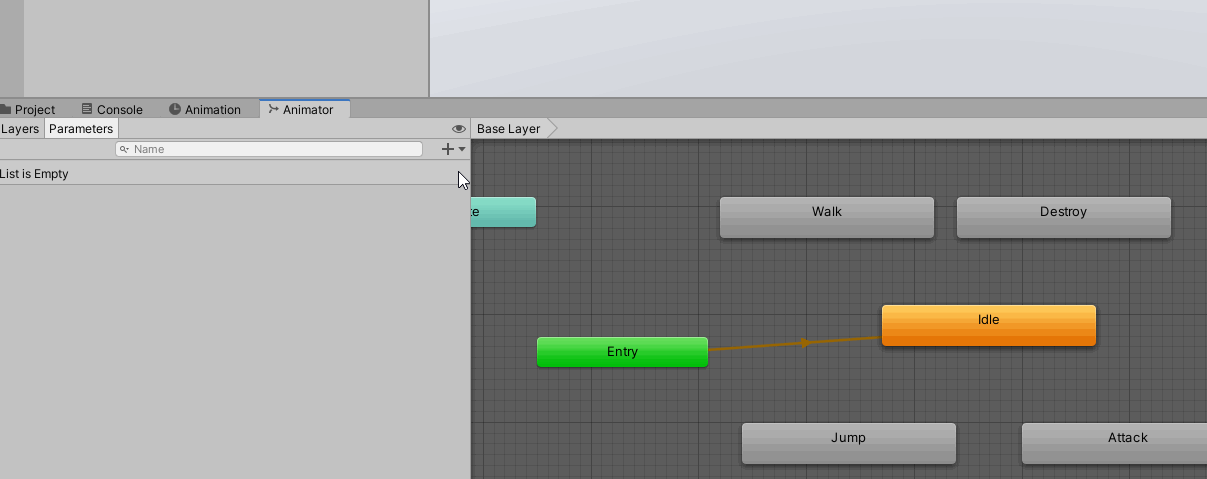 Project Console Animation Animator
Layers Parameters Base Layer
Name
List is Empty
te Walk Destroy
Idle
Entry
Jump Attack